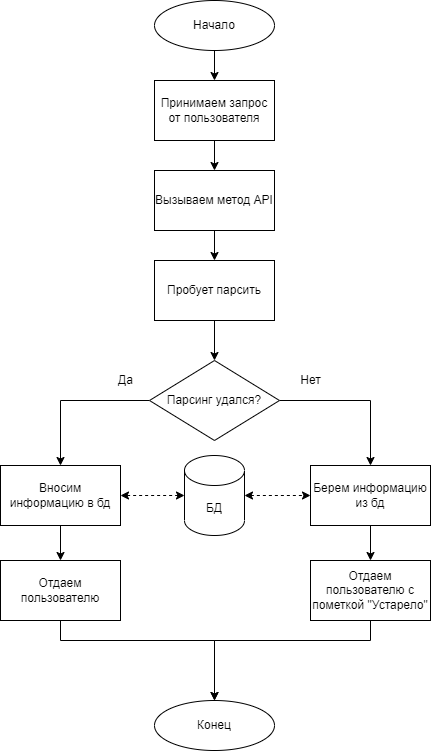 Начало
Принимаем запрос
от пользователя
Вызываем метод API
Пробует парсить
Да
Парсинг удался?
Нет
Вносим
информацию в бд
БД
Берем информацию
из бд
Отдаем
пользователю
Отдаем
пользователю с
пометкой "Устарело"
Конец